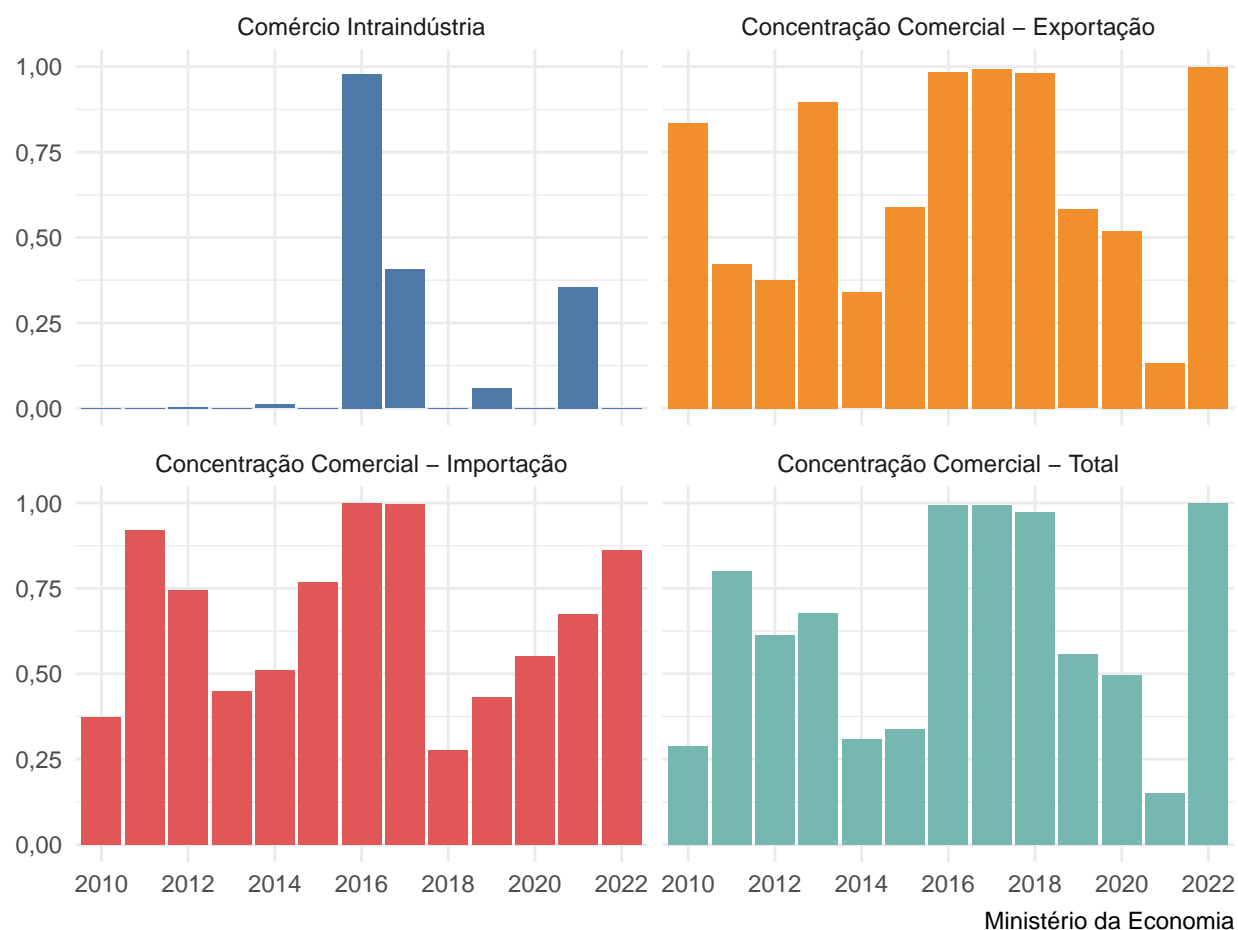 Comércio Intraindústria
Concentração Comercial – Exportação
1,00
0,75
0,50
0,25
0,00
Concentração Comercial – Importação
Concentração Comercial – Total
1,00
0,75
0,50
0,25
0,00
2010 2012 2014 2016 2018 2020 2022
2010 2012 2014 2016 2018 2020 2022
Ministério da Economia